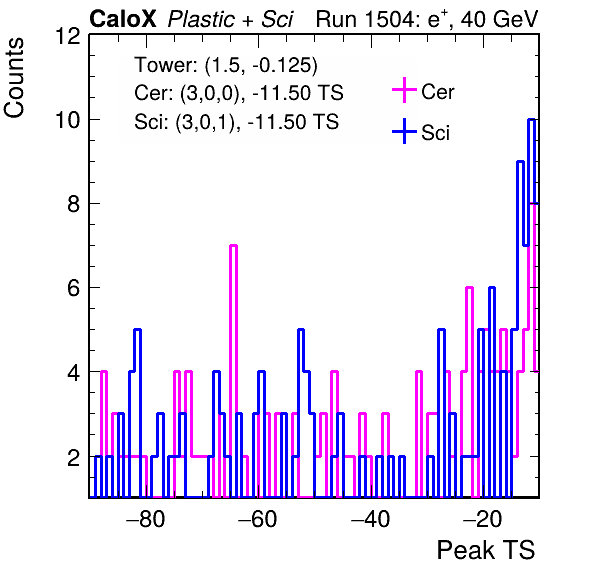 CaloX Plastic + Sci Run 1504: e+, 40 GeV
Tower: (1.5, -0.125)
Cer: (3,0,0), -11.50 TS
Sci: (3,0,1), -11.50 TS
Cer
Sci
Counts
12
10
8
6
4
2
−80 −60 −40 −20
Peak TS